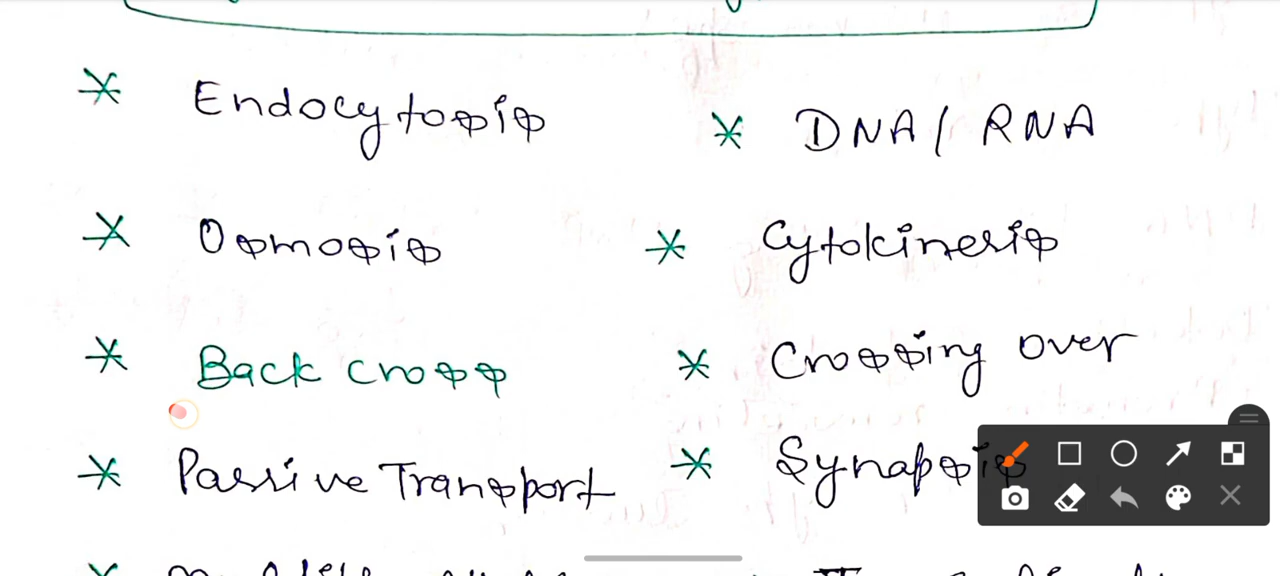 * Endocytosis
* DNA / RNA
* Osmosis
* Cytokinesis
* Back cross
* Crossing over
* Passive Transport
* Synapsis